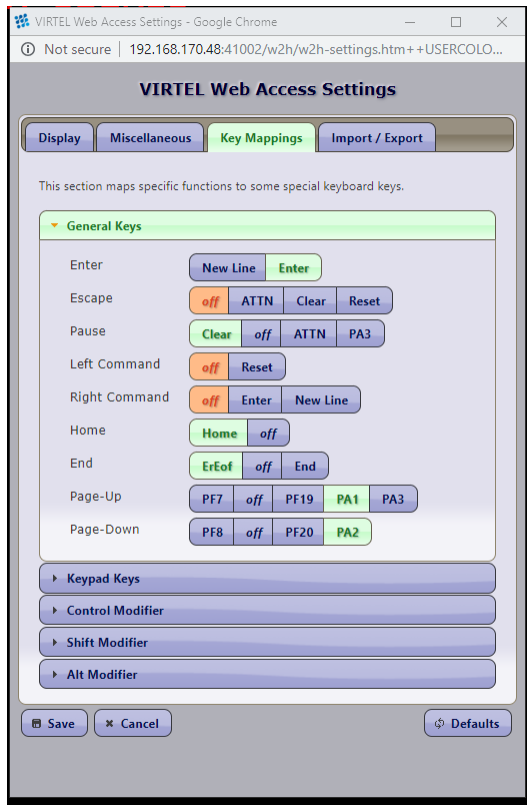 VIRTEL Web Access Settings - Google Chrome
Not secure | 192.168.170.48:41002/w2h/w2h-settings.htm++USERCOLO...
VIRTEL Web Access Settings
Display Miscellaneous Key Mappings Import / Export
This section maps specific functions to some special keyboard keys.
General Keys
Enter New Line Enter
Escape off ATTN Clear Reset
Pause Clear off ATTN PA3
Left Command off Reset
Right Command off Enter New Line
Home Home off
End ErEof off End
Page-Up PF7 off PF19 PA1 PA3
Page-Down PF8 off PF20 PA2
Keypad Keys
Control Modifier
Shift Modifier
Alt Modifier
Save Cancel Defaults